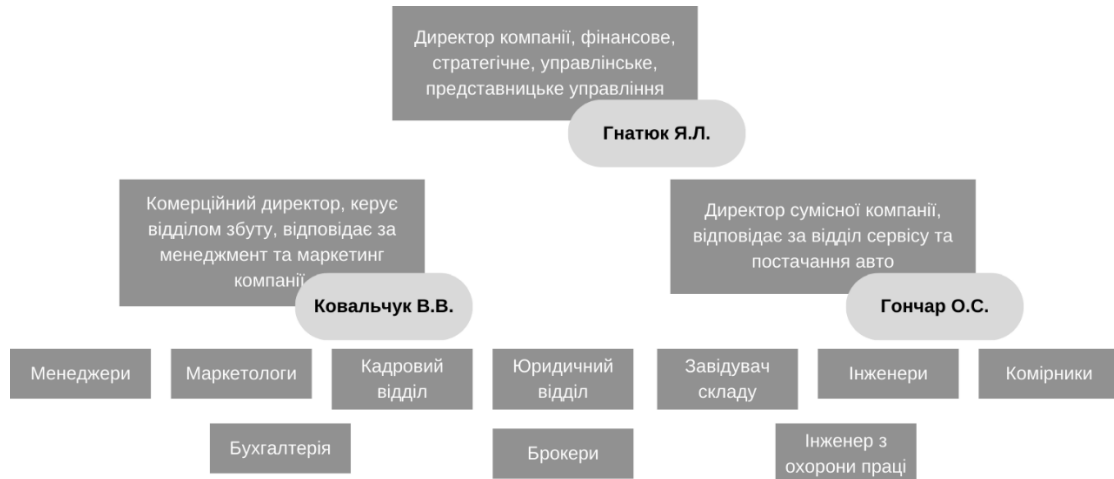 Директор компанії, фінансове,
стратегічне, управлінське,
представницьке управління
Гнатюк Я.Л.
Комерційний директор, керує
відділом збуту, відповідає за
менеджмент та маркетинг
компанії
Ковальчук В.В.
Директор сумісної компанії,
відповідає за відділ сервісу та
постачання авто
Гончар О.С.
Менеджери
Маркетологи
Кадровий
відділ
Юридичний
відділ
Завідувач
складу
Інженери
Комірники
Бухгалтерія
Брокери
Інженер з
охорони праці